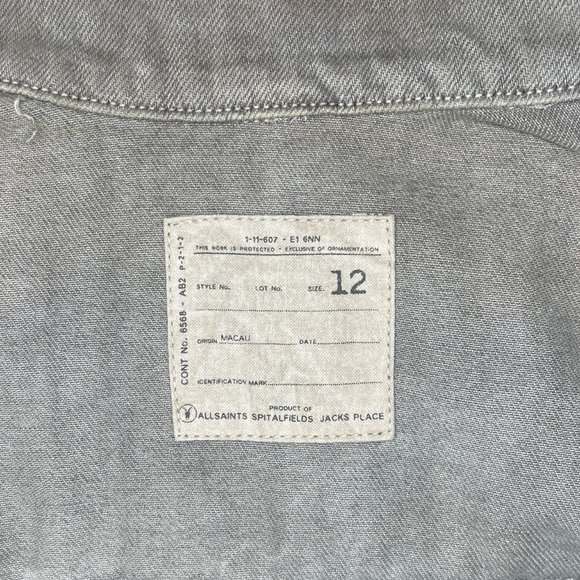 1-11-607 - E1 6NN
THIS WORK IS PROTECTED - EXCLUSIVE OF ORNAMENTATION
STYLE No. LOT No. SIZE. 12
ORIGIN MACAU DATE
IDENTIFICATION MARK
PRODUCT OF
ALLSAINTS SPITALFIELDS JACKS PLACE
CONT No. 6568 - AB2 P-2-1-2